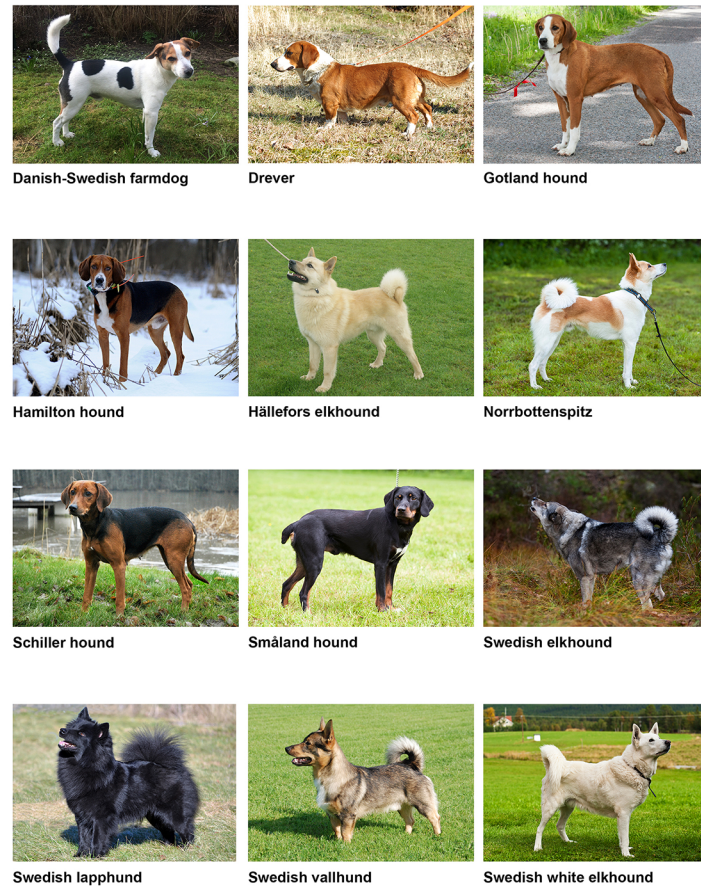 Danish-Swedish farmdog
Drever
Gotland hound
Hamilton hound
Hällefors elkhound
Norrbottenspitz
Schiller hound
Småland hound
Swedish elkhound
Swedish lapphund
Swedish vallhund
Swedish white elkhound